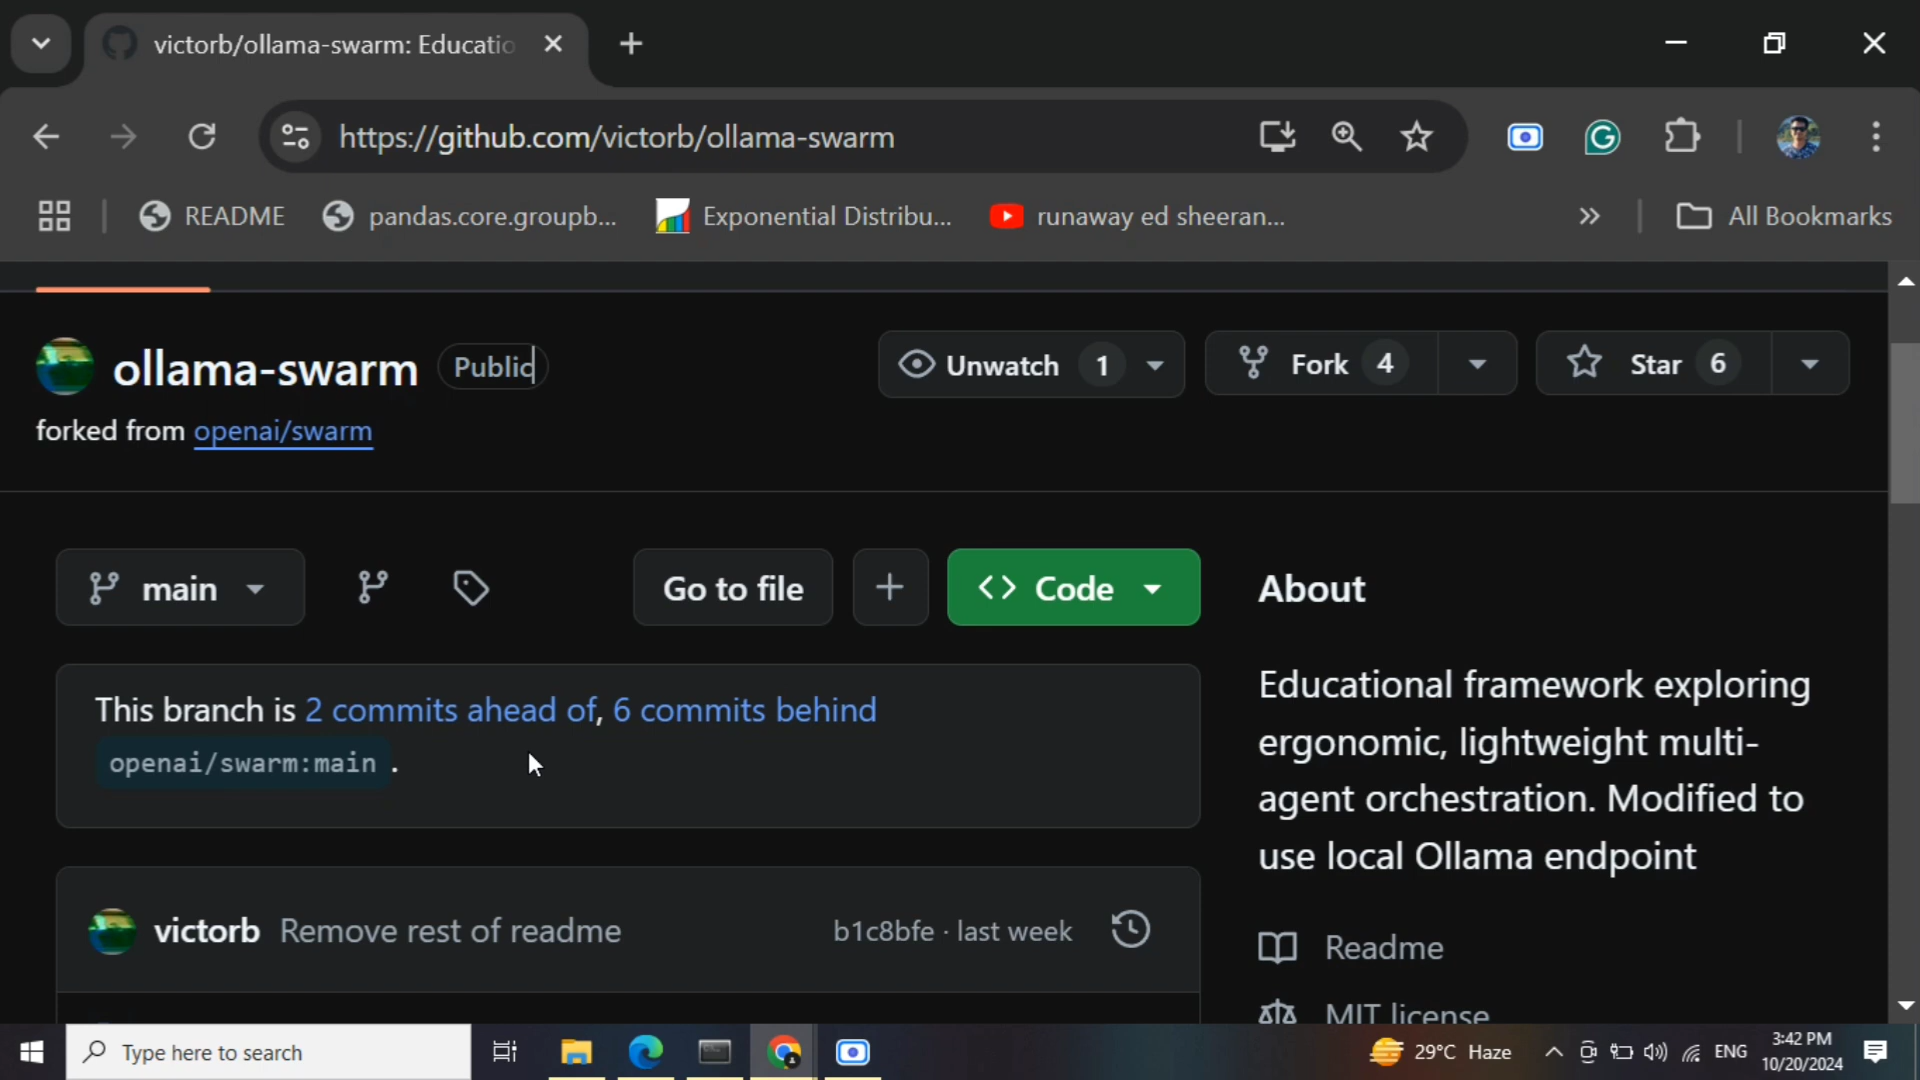 victorb/ollama-swarm: Educatio
https://github.com/victorb/ollama-swarm
README
pandas.core.groupb...
Exponential Distribu...
runaway ed sheeran...
All Bookmarks
ollama-swarm
Public
Unwatch 1
Fork 4
Star 6
forked from openai/swarm
main
Go to file
Code
About
This branch is 2 commits ahead of, 6 commits behind
openai/swarm:main .
Educational framework exploring
ergonomic, lightweight multi-
agent orchestration. Modified to
use local Ollama endpoint
victorb Remove rest of readme
b1c8bfe · last week
Readme
MIT license
Type here to search
29°C Haze
ENG
3:42 PM
10/20/2024